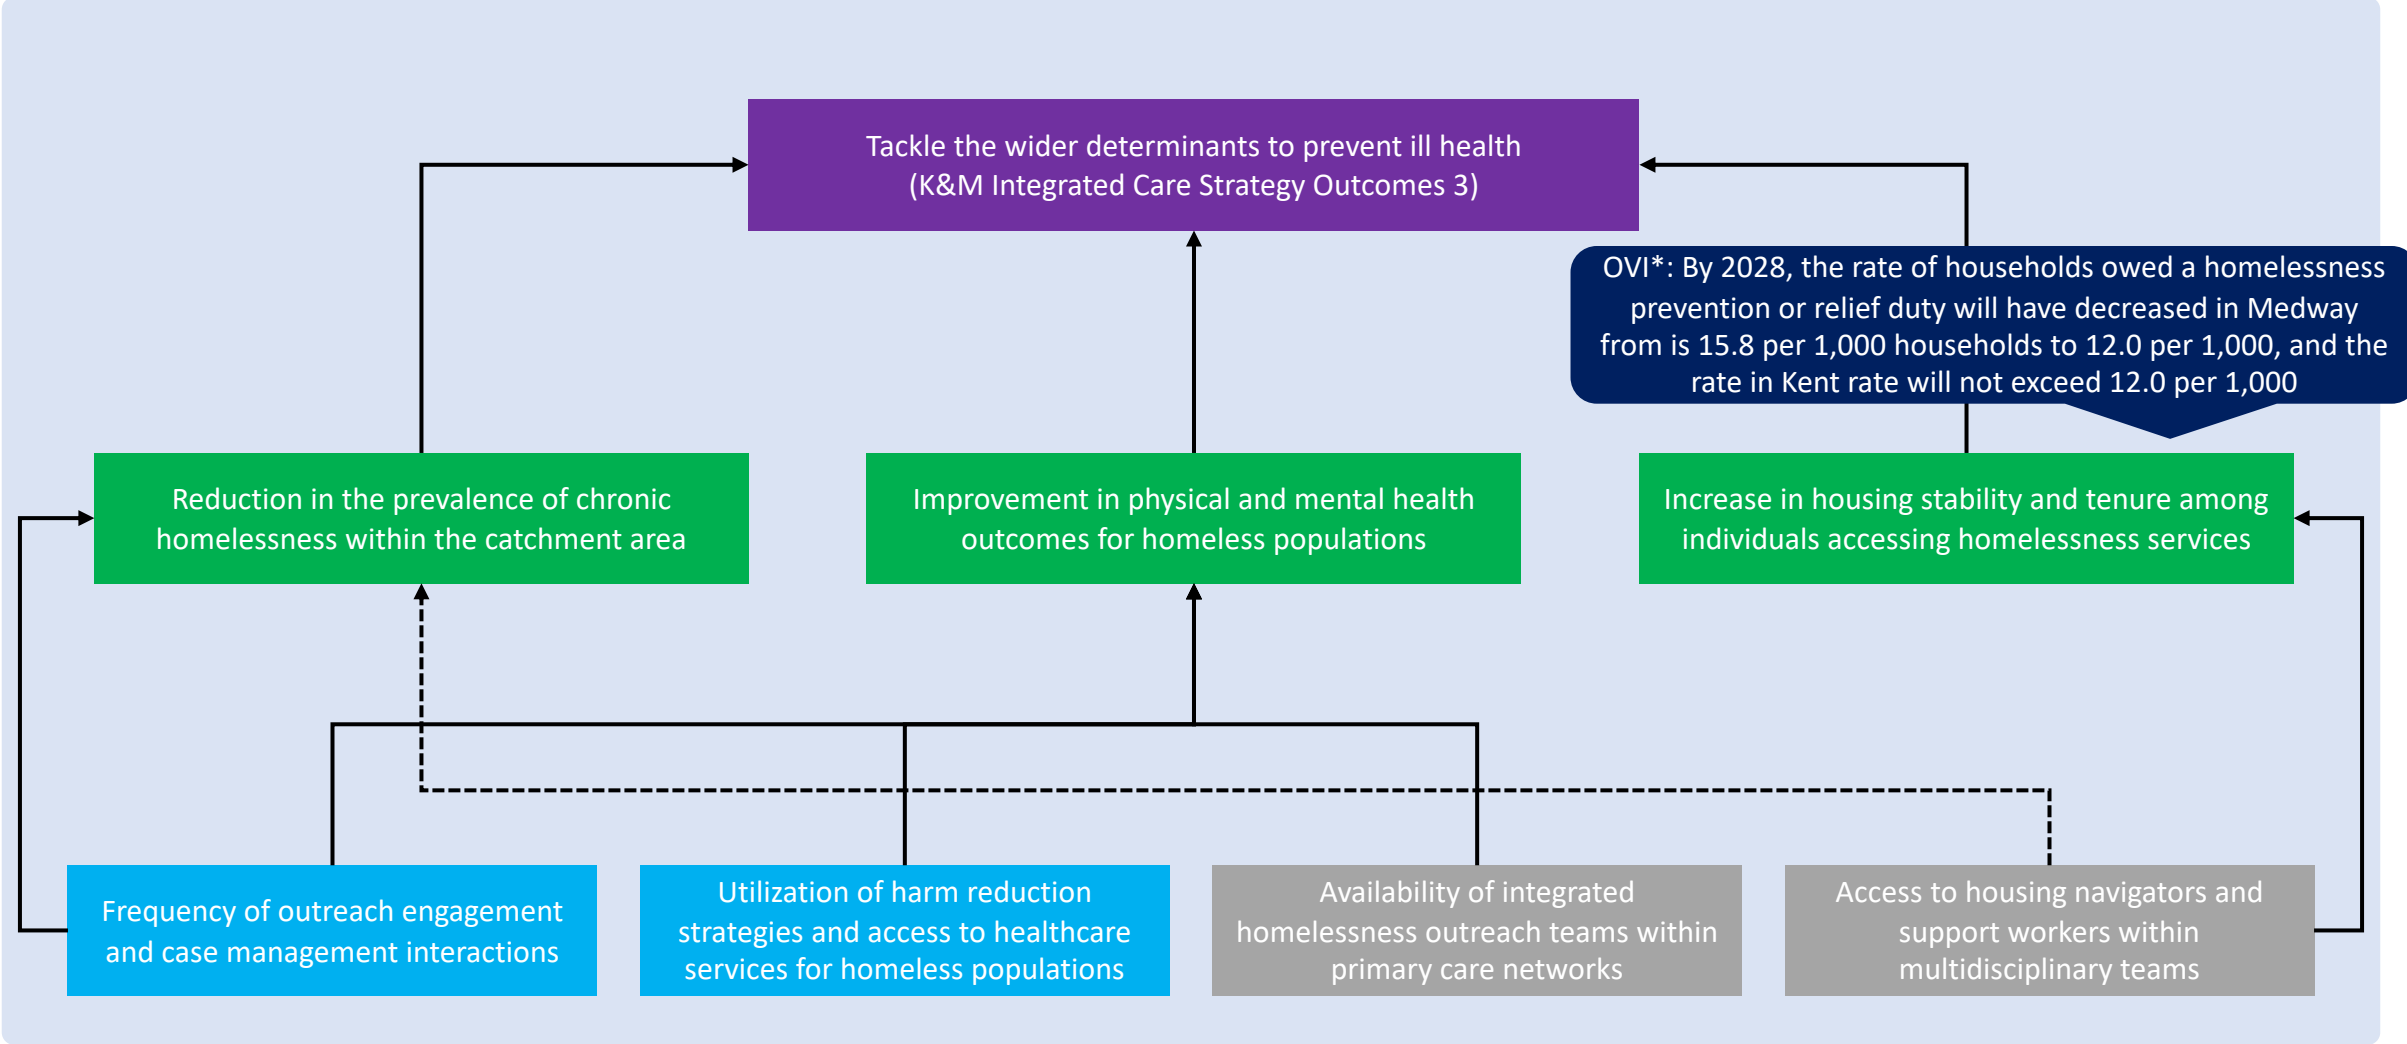 Tackle the wider determinants to prevent ill health
(K&M Integrated Care Strategy Outcomes 3)
OVI*: By 2028, the rate of households owed a homelessness
prevention or relief duty will have decreased in Medway
from is 15.8 per 1,000 households to 12.0 per 1,000, and the
rate in Kent rate will not exceed 12.0 per 1,000
Reduction in the prevalence of chronic
homelessness within the catchment area
Improvement in physical and mental health
outcomes for homeless populations
Increase in housing stability and tenure among
individuals accessing homelessness services
Frequency of outreach engagement
and case management interactions
Utilization of harm reduction
strategies and access to healthcare
services for homeless populations
Availability of integrated
homelessness outreach teams within
primary care networks
Access to housing navigators and
support workers within
multidisciplinary teams